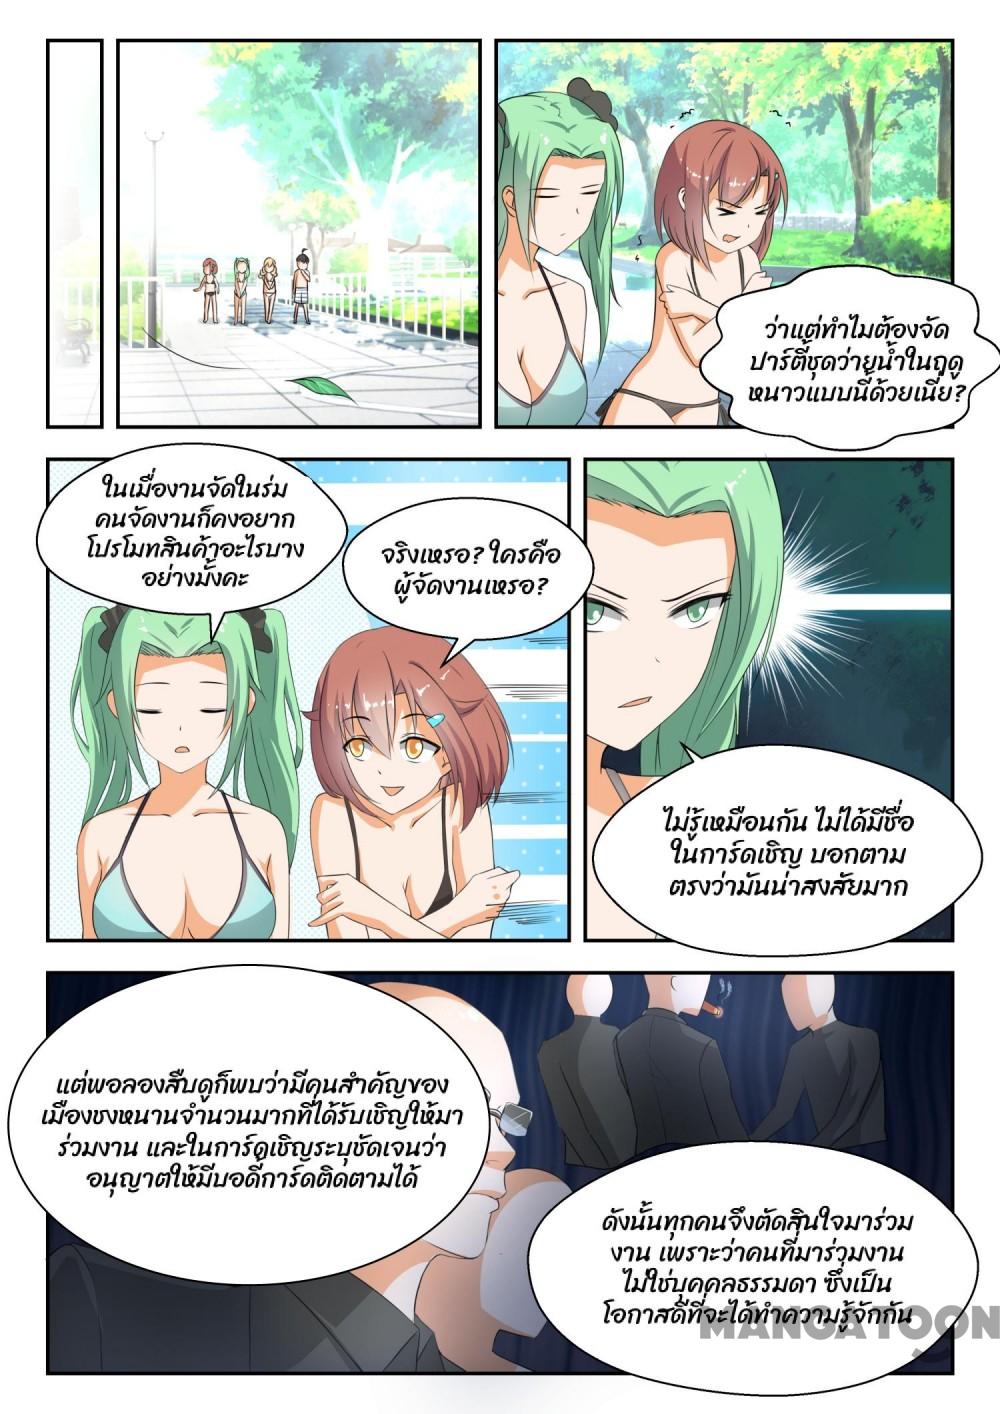 ว่าแต่ทำไมต้องจัด
ปาร์ตี้ชุดว่ายน้ำในฤดู
หนาวแบบนี้ด้วยเนี่ย?
ในเมื่องานจัดในร่ม
คนจัดงานก็คงอยาก
โปรโมทสินค้าอะไรบาง
อย่างมั้งคะ
จริงเหรอ? ใครคือ
ผู้จัดงานเหรอ?
ไม่รู้เหมือนกัน ไม่ได้มีชื่อ
ในการ์ดเชิญ บอกตาม
ตรงว่ามันน่าสงสัยมาก
แต่พอลองสืบดูก็พบว่ามีคนสำคัญของ
เมืองชงหนานจำนวนมากที่ได้รับเชิญให้มา
ร่วมงาน และในการ์ดเชิญระบุชัดเจนว่า
อนุญาตให้มีบอดี้การ์ดติดตามได้
ดังนั้นทุกคนจึงตัดสินใจมาร่วม
งาน เพราะว่าคนที่มาร่วมงาน
ไม่ใช่บุคคลธรรมดา ซึ่งเป็น
โอกาสดีที่จะได้ทำความรู้จักกัน
MANGATOON